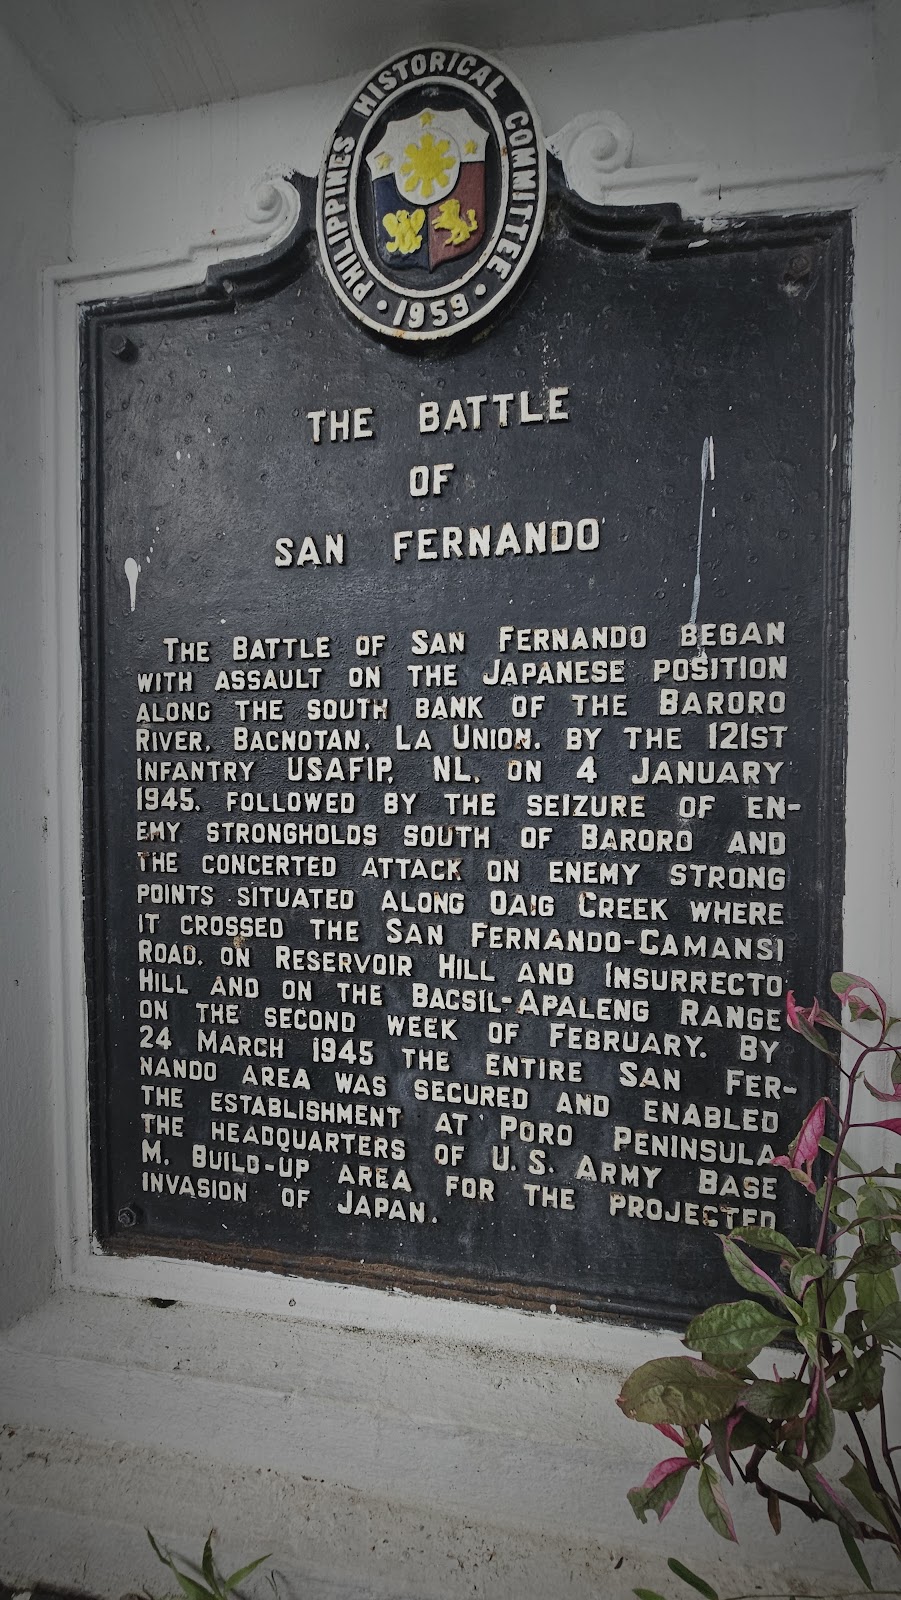 PHILIPPINES HISTORICAL COMMITTEE
• 1959 •
THE BATTLE
OF
SAN FERNANDO
THE BATTLE OF SAN FERNANDO BEGAN
WITH ASSAULT ON THE JAPANESE POSITION
ALONG THE SOUTH BANK OF THE BARORO
RIVER, BACNOTAN, LA UNION, BY THE 121ST
INFANTRY USAFIP, NL, ON 4 JANUARY
1945. FOLLOWED BY THE SEIZURE OF EN-
EMY STRONGHOLDS SOUTH OF BARORO AND
THE CONCERTED ATTACK ON ENEMY STRONG
POINTS SITUATED ALONG OAIG CREEK WHERE
IT CROSSED THE SAN FERNANDO-CAMANSI
ROAD, ON RESERVOIR HILL AND INSURRECTO
HILL AND ON THE BACSIL-APALENG RANGE
ON THE SECOND WEEK OF FEBRUARY. BY
24 MARCH 1945 THE ENTIRE SAN FER-
NANDO AREA WAS SECURED AND ENABLED
THE ESTABLISHMENT AT PORO PENINSULA
THE HEADQUARTERS OF U.S. ARMY BASE
M, BUILD-UP AREA FOR THE PROJECTED
INVASION OF JAPAN.